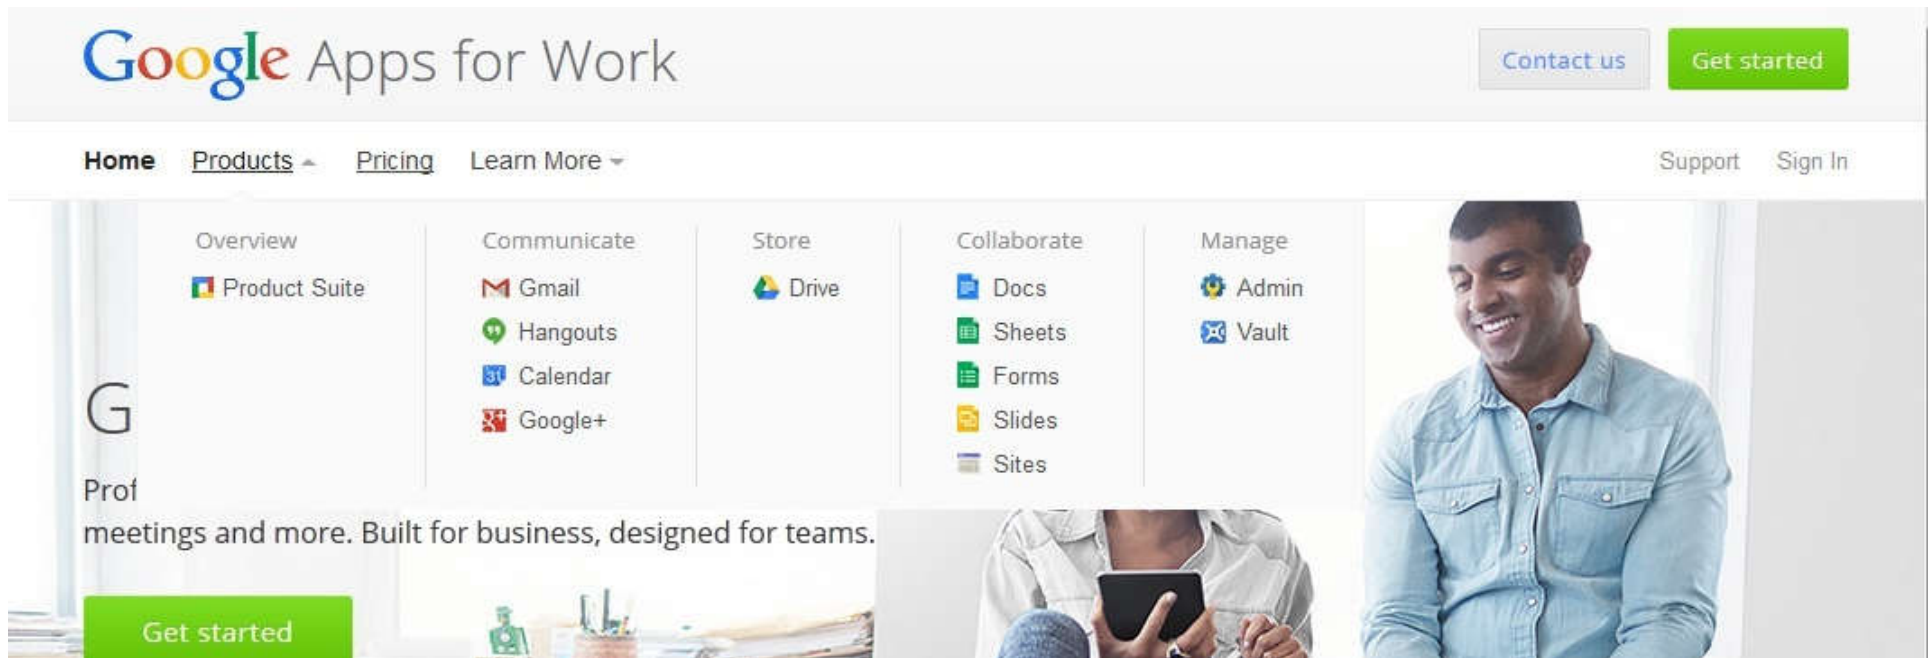 Google Apps for Work
Contact us
Get started
Home
Products
Pricing
Learn More
Support
Sign In
Overview
Product Suite
Communicate
Gmail
Hangouts
Calendar
Google+
Store
Drive
Collaborate
Docs
Sheets
Forms
Slides
Sites
Manage
Admin
Vault
G
Prof
meetings and more. Built for business, designed for teams.
Get started